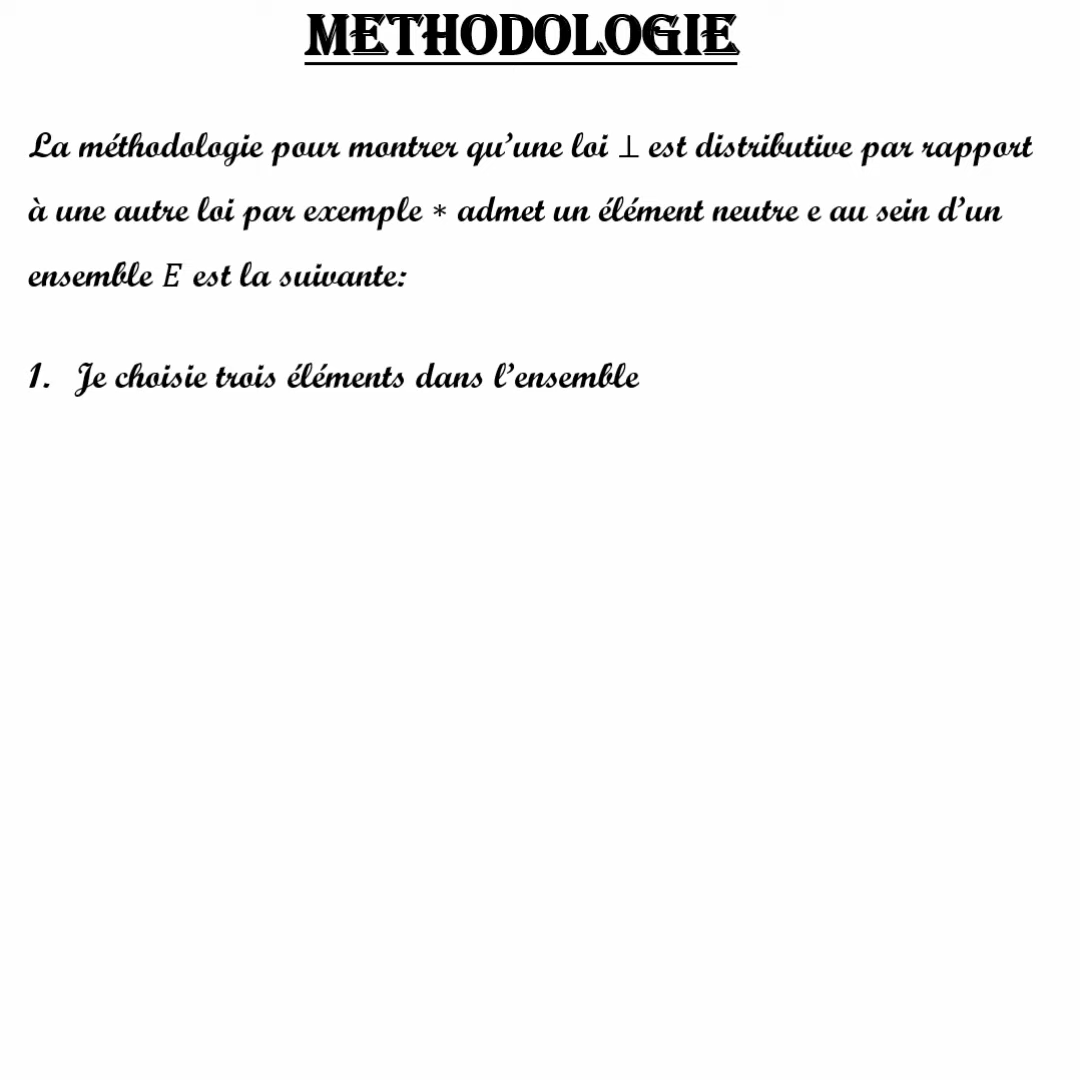 METHODOLOGIE
La méthodologie pour montrer qu'une loi ⊥ est distributive par rapport
à une autre loi par exemple * admet un élément neutre e au sein d'un
ensemble E est la suivante:
1. Je choisie trois éléments dans l'ensemble